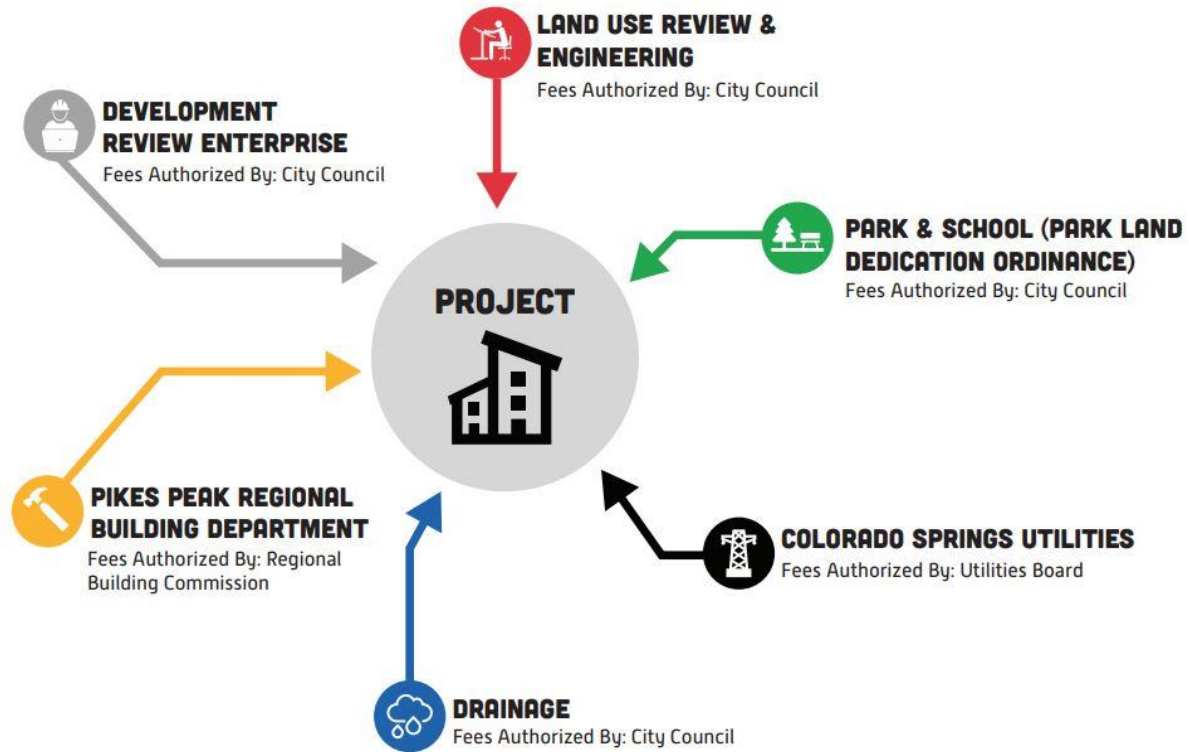 LAND USE REVIEW &
ENGINEERING
Fees Authorized By: City Council
DEVELOPMENT
REVIEW ENTERPRISE
Fees Authorized By: City Council
PARK & SCHOOL (PARK LAND
DEDICATION ORDINANCE)
Fees Authorized By: City Council
PROJECT
PIKES PEAK REGIONAL
BUILDING DEPARTMENT
Fees Authorized By: Regional
Building Commission
COLORADO SPRINGS UTILITIES
Fees Authorized By: Utilities Board
DRAINAGE
Fees Authorized By: City Council